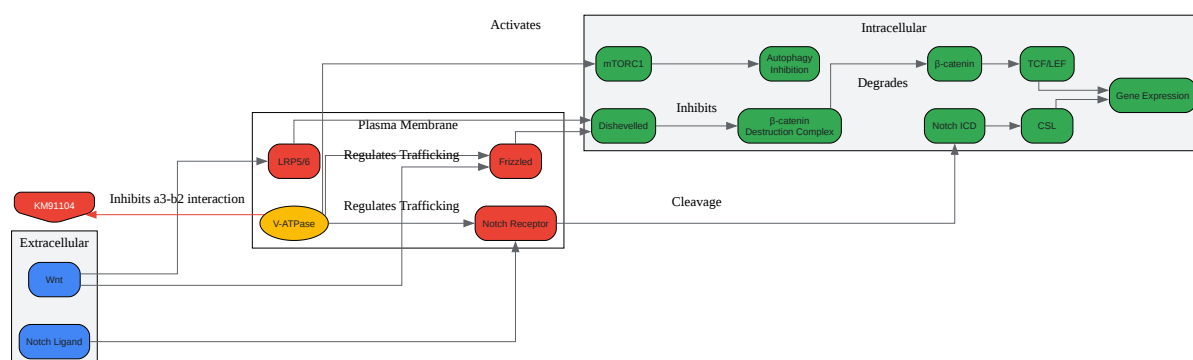 Activates
Intracellular
mTORC1
Autophagy
Inhibition
β-catenin
TCF/LEF
Degrades
Gene Expression
Inhibits
Dishevelled
β-catenin
Destruction Complex
Notch ICD
CSL
Plasma Membrane
LRP5/6
Regulates Trafficking
Frizzled
Inhibits a3-b2 interaction
KM91104
V-ATPase
Regulates Trafficking
Notch Receptor
Cleavage
Extracellular
Wnt
Notch Ligand